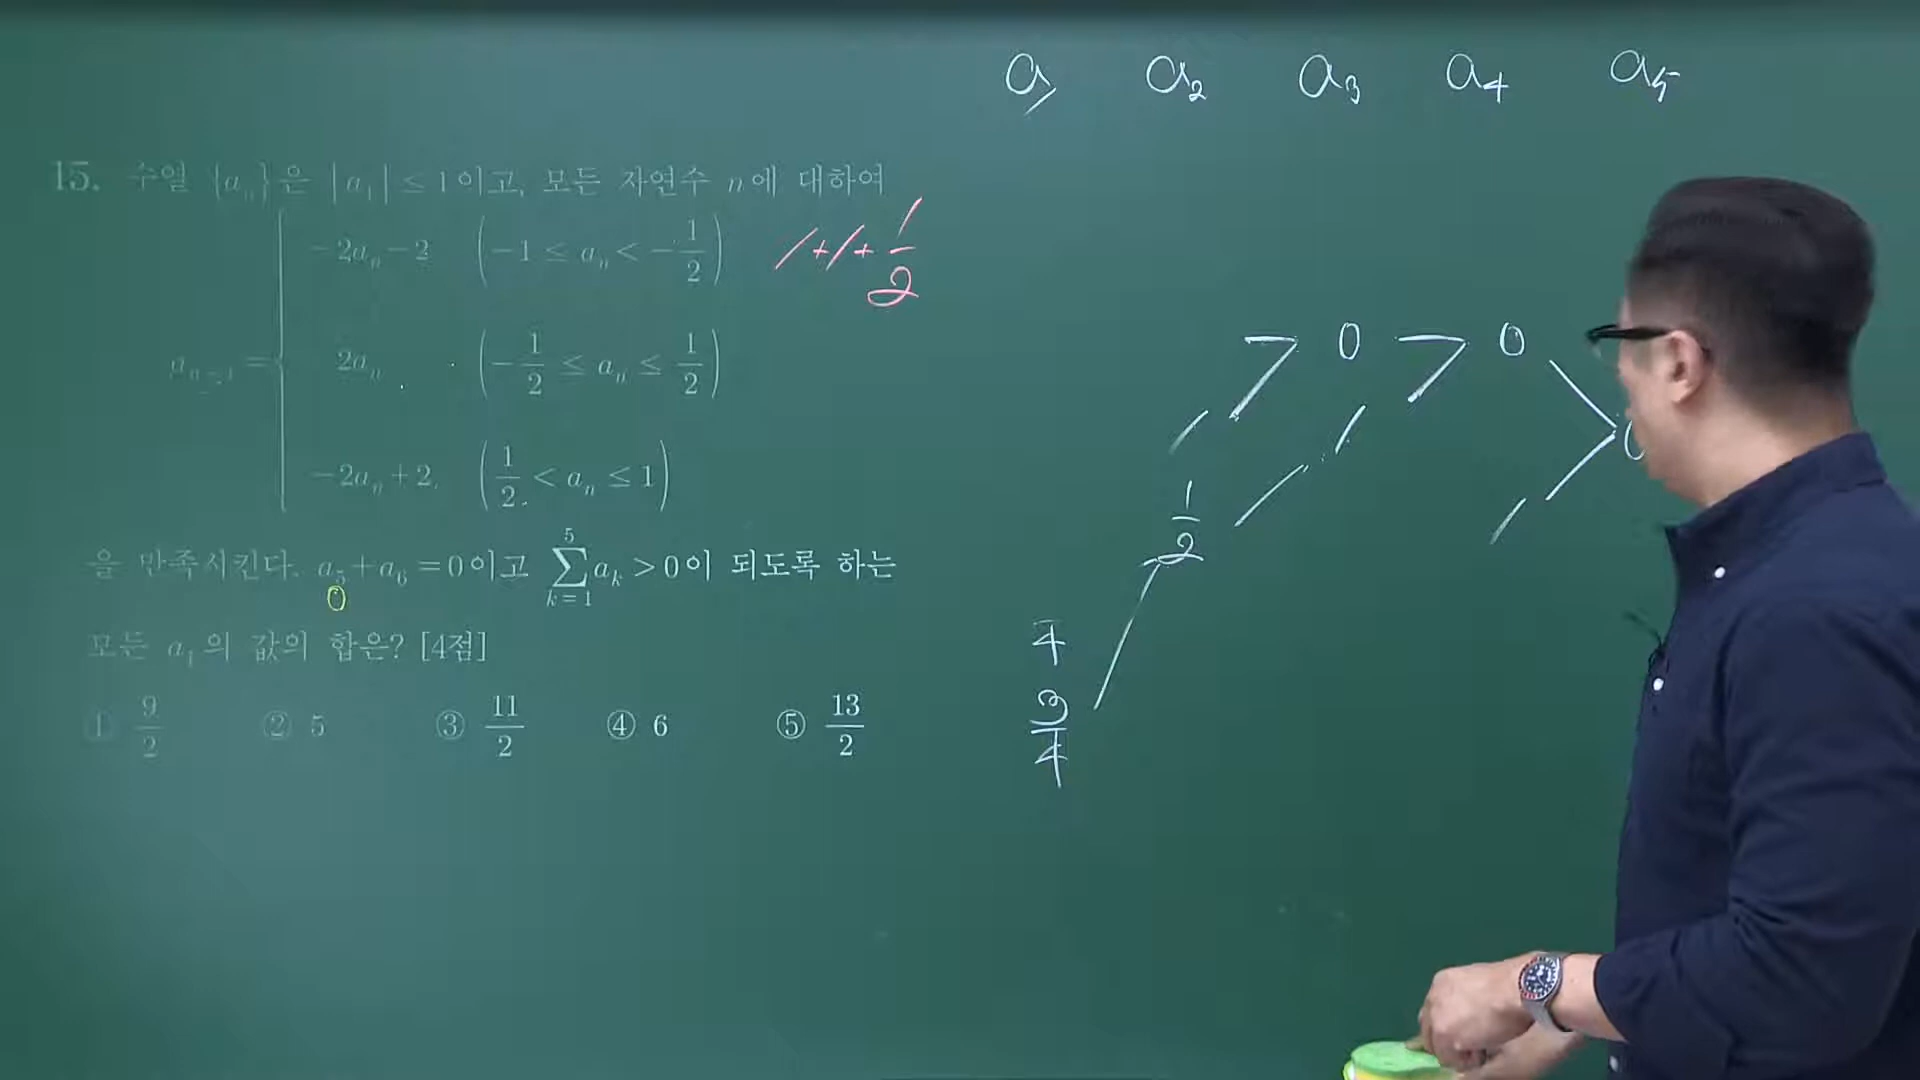 a₁ a₂ a₃ a₄ a₅
15. 수열 {aₙ}은 |a₁| ≤ 1이고, 모든 자연수 n에 대하여
-2aₙ - 2 (-1 ≤ aₙ < -1/2) 1+1+1/2
aₙ₊₁ = 2aₙ (-1/2 ≤ aₙ ≤ 1/2)
-2aₙ + 2 (1/2 < aₙ ≤ 1)
을 만족시킨다. a₅ + a₆ = 0이고 ∑_{k=1}^{5} aₖ > 0이 되도록 하는
0
모든 a₁의 값의 합은? [4점]
① 9/2 ② 5 ③ 11/2 ④ 6 ⑤ 13/2
0 0
1 1 1
1/2
4
3/4